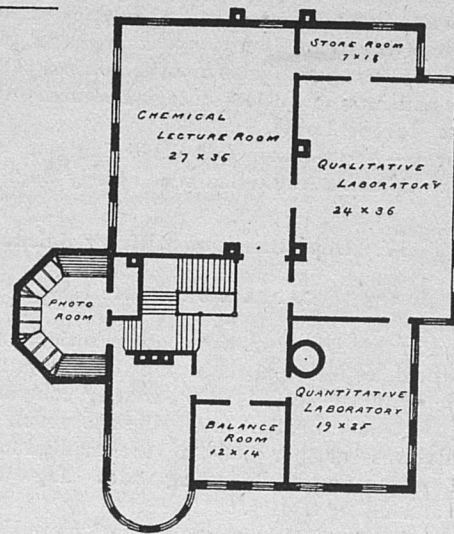 STORE ROOM
7 X 16
CHEMICAL
LECTURE ROOM
27 X 36
QUALITATIVE
LABORATORY
24 X 36
PHOTO
ROOM
QUANTITATIVE
LABORATORY
19 X 25
BALANCE
ROOM
12 X 14